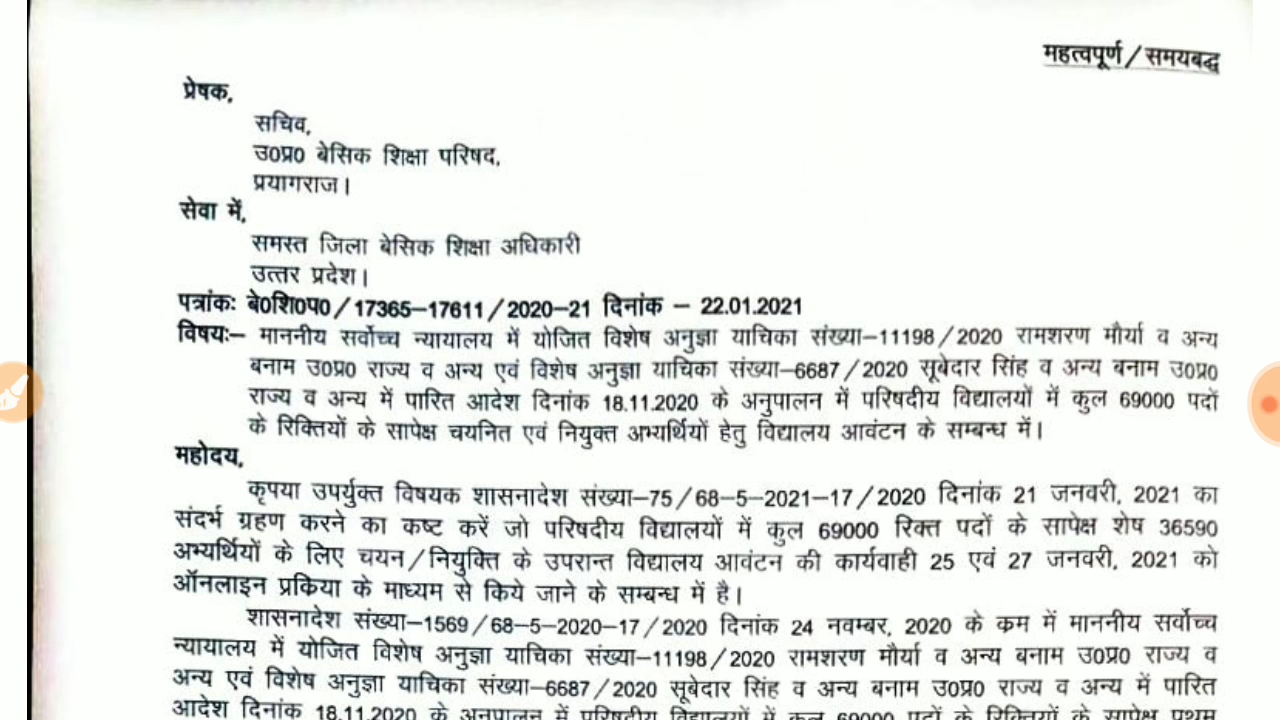 महत्वपूर्ण/समयबद्ध
प्रेषक,
सचिव,
उ0प्र0 बेसिक शिक्षा परिषद,
प्रयागराज।
सेवा में,
समस्त जिला बेसिक शिक्षा अधिकारी
उत्तर प्रदेश।
पत्रांकः बे0शि0प0/17365–17611/2020–21 दिनांक – 22.01.2021
विषयः– माननीय सर्वोच्च न्यायालय में योजित विशेष अनुज्ञा याचिका संख्या–11198/2020 रामशरण मौर्या व अन्य
बनाम उ0प्र0 राज्य व अन्य एवं विशेष अनुज्ञा याचिका संख्या–6687/2020 सूबेदार सिंह व अन्य बनाम उ0प्र0
राज्य व अन्य में पारित आदेश दिनांक 18.11.2020 के अनुपालन में परिषदीय विद्यालयों में कुल 69000 पदों
के रिक्तियों के सापेक्ष चयनित एवं नियुक्त अभ्यर्थियों हेतु विद्यालय आवंटन के सम्बन्ध में।
महोदय,
कृपया उपर्युक्त विषयक शासनादेश संख्या–75/68–5–2021–17/2020 दिनांक 21 जनवरी, 2021 का
संदर्भ ग्रहण करने का कष्ट करें जो परिषदीय विद्यालयों में कुल 69000 रिक्त पदों के सापेक्ष शेष 36590
अभ्यर्थियों के लिए चयन/नियुक्ति के उपरान्त विद्यालय आवंटन की कार्यवाही 25 एवं 27 जनवरी, 2021 को
ऑनलाइन प्रकिया के माध्यम से किये जाने के सम्बन्ध में है।
शासनादेश संख्या–1569/68–5–2020–17/2020 दिनांक 24 नवम्बर, 2020 के कम में माननीय सर्वोच्च
न्यायालय में योजित विशेष अनुज्ञा याचिका संख्या–11198/2020 रामशरण मौर्या व अन्य बनाम उ0प्र0 राज्य व
अन्य एवं विशेष अनुज्ञा याचिका संख्या–6687/2020 सूबेदार सिंह व अन्य बनाम उ0प्र0 राज्य व अन्य में पारित
आदेश दिनांक 18.11.2020 के अनुपालन में परिषदीय विद्यालयों में कुल 69000 पदों के रिक्तियों के सापेक्ष प्रथम